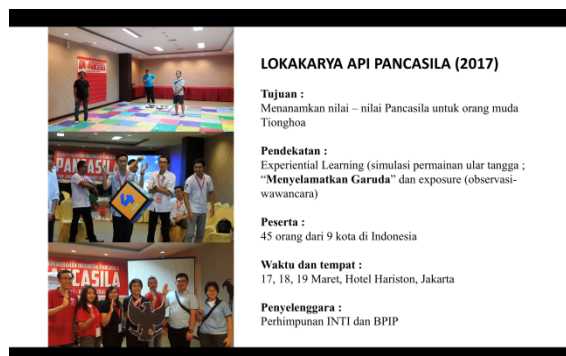 LOKAKARYA API PANCASILA (2017)
Tujuan :
Menanamkan nilai – nilai Pancasila untuk orang muda
Tionghoa
Pendekatan :
Experiential Learning (simulasi permainan ular tangga ;
“Menyelamatkan Garuda” dan exposure (observasi-
wawancara)
Peserta :
45 orang dari 9 kota di Indonesia
Waktu dan tempat :
17, 18, 19 Maret, Hotel Hariston, Jakarta
Penyelenggara :
Perhimpunan INTI dan BPIP
PANCASILA